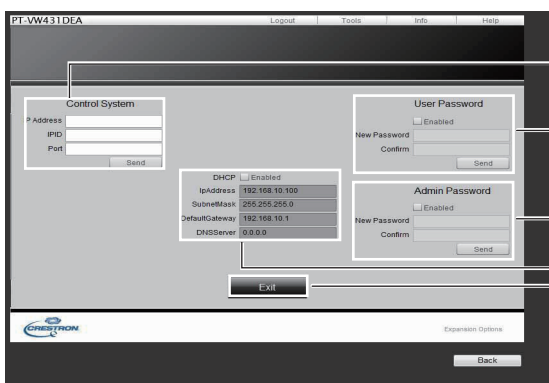 PT-VW431DEA
Logout Tools Info Help
Control System
P Address
IPID
Port
Send
User Password
Enabled
New Password
Confirm
Send
DHCP Enabled
IpAddress 192.168.10.100
SubnetMask 255.255.255.0
DefaultGateway 192.168.10.1
DNSServer 0.0.0.0
Admin Password
Enabled
New Password
Confirm
Send
Exit
CRESTRON
Expansion Options
Back